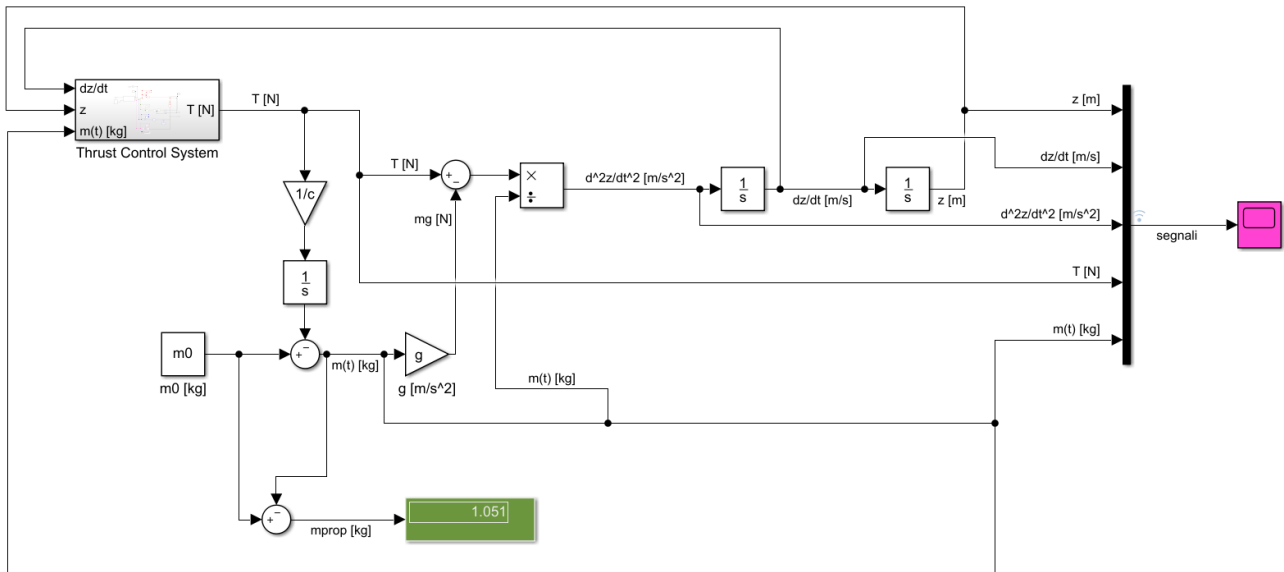 dz/dt
z
m(t) [kg]
T [N]
Thrust Control System
T [N]
1/c
1
s
m0
m0 [kg]
+
−
m(t) [kg]
g
g [m/s^2]
T [N]
+
−
mg [N]
×
÷
m(t) [kg]
d^2z/dt^2 [m/s^2]
1
s
dz/dt [m/s]
1
s
z [m]
z [m]
dz/dt [m/s]
d^2z/dt^2 [m/s^2]
T [N]
m(t) [kg]
segnali
+
−
mprop [kg]
1.051